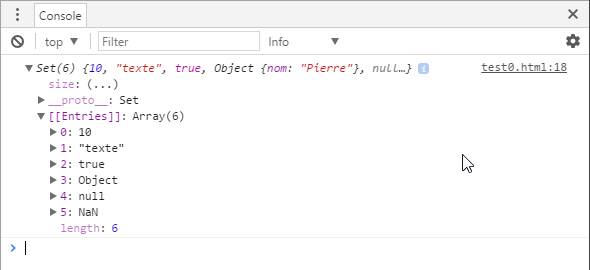 Console
top Filter Info
Set(6) {10, "texte", true, Object {nom: "Pierre"}, null…} i test0.html:18
size: (...)
__proto__: Set
[[Entries]]: Array(6)
0: 10
1: "texte"
2: true
3: Object
4: null
5: NaN
length: 6